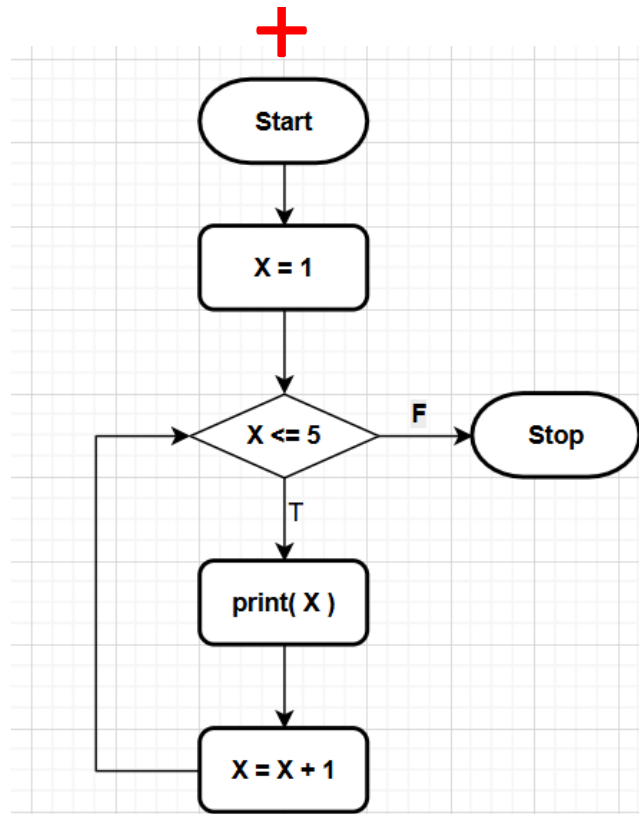 Start
X = 1
X <= 5
F
Stop
T
print( X )
X = X + 1